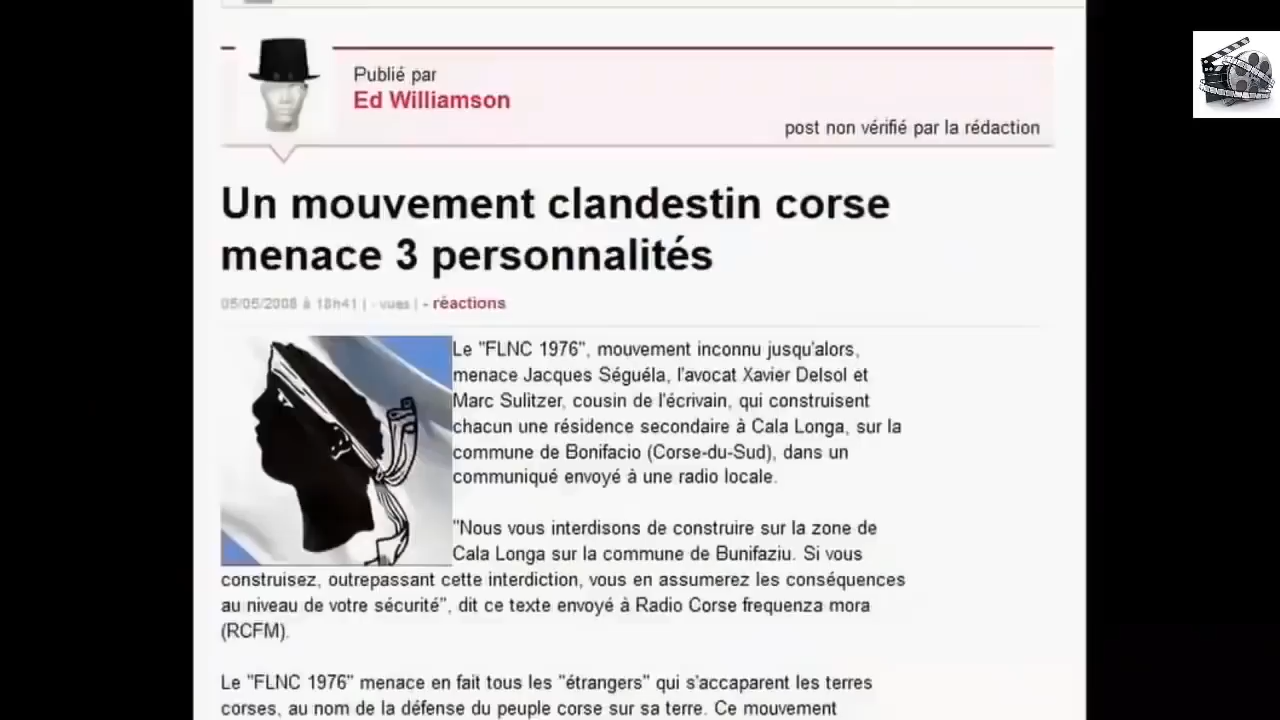 Publié par
Ed Williamson
post non vérifié par la rédaction
Un mouvement clandestin corse
menace 3 personnalités
05/05/2008 à 18h41 | - vues | - réactions
Le "FLNC 1976", mouvement inconnu jusqu'alors,
menace Jacques Séguéla, l'avocat Xavier Delsol et
Marc Sulitzer, cousin de l'écrivain, qui construisent
chacun une résidence secondaire à Cala Longa, sur la
commune de Bonifacio (Corse-du-Sud), dans un
communiqué envoyé à une radio locale.
"Nous vous interdisons de construire sur la zone de
Cala Longa sur la commune de Bunifaziu. Si vous
construisez, outrepassant cette interdiction, vous en assumerez les conséquences
au niveau de votre sécurité", dit ce texte envoyé à Radio Corse frequenza mora
(RCFM).
Le "FLNC 1976" menace en fait tous les "étrangers" qui s'accaparent les terres
corses, au nom de la défense du peuple corse sur sa terre. Ce mouvement